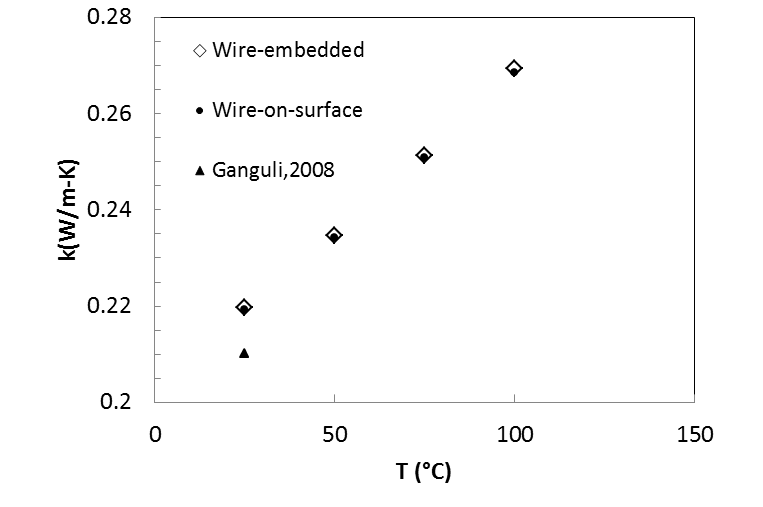 0.28
Wire-embedded
0.26
Wire-on-surface
Ganguli,2008
k(W/m-K)
0.24
0.22
0.2
0 50 100 150
T (°C)